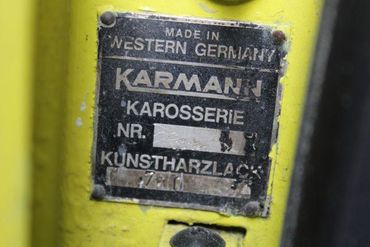 MADE IN
WESTERN GERMANY
KARMANN
KAROSSERIE
NR.
KUNSTHARZLACK